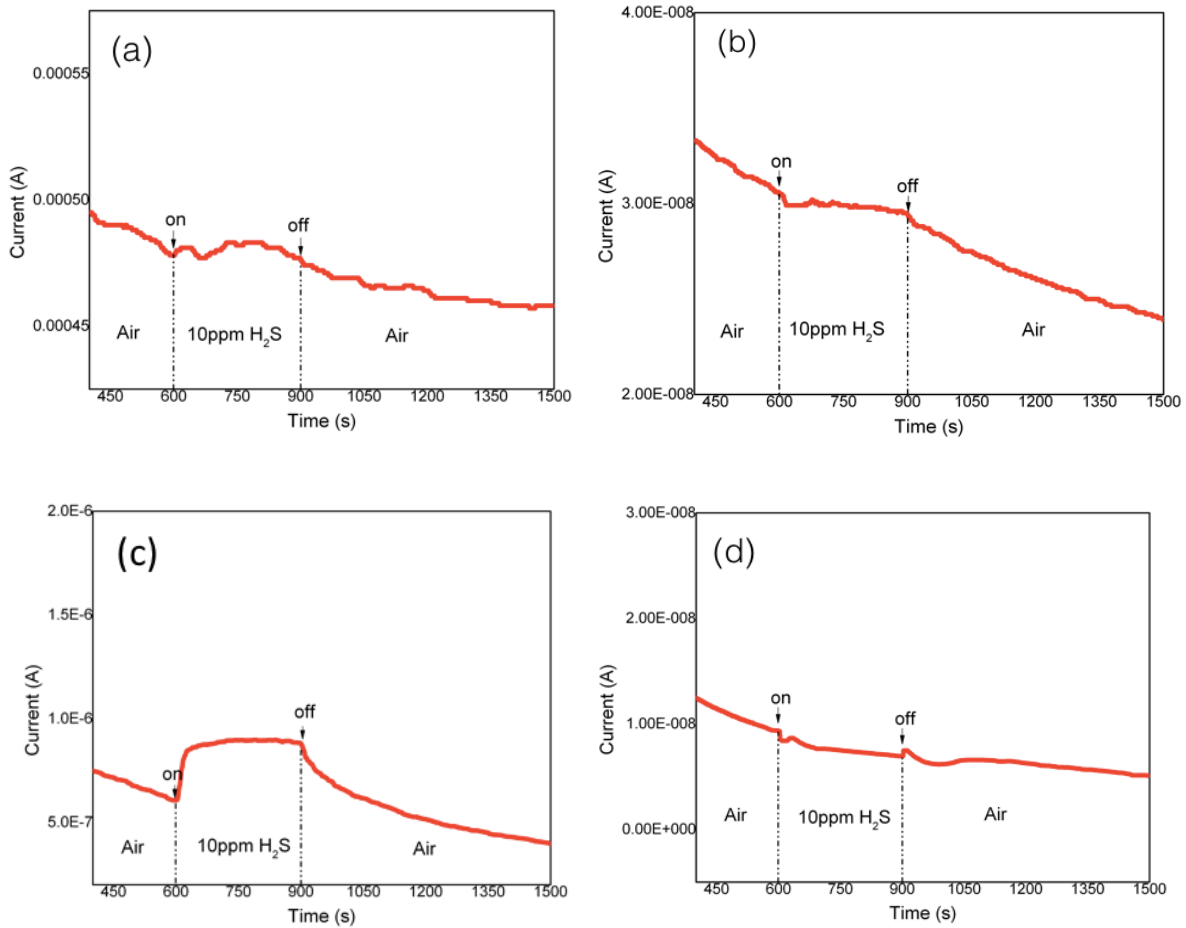 (a)
0.00055
0.00050
0.00045
Current (A)
on
off
Air
10ppm H₂S
Air
450 600 750 900 1050 1200 1350 1500
Time (s)
(b)
4.00E-008
3.00E-008
2.00E-008
Current (A)
on
off
Air
10ppm H₂S
Air
450 600 750 900 1050 1200 1350 1500
Time (s)
(c)
2.0E-6
1.5E-6
1.0E-6
5.0E-7
Current (A)
on
off
Air
10ppm H₂S
Air
450 600 750 900 1050 1200 1350 1500
Time (s)
(d)
3.00E-008
2.00E-008
1.00E-008
0.00E+000
Current (A)
on
off
Air
10ppm H₂S
Air
450 600 750 900 1050 1200 1350 1500
Time (s)